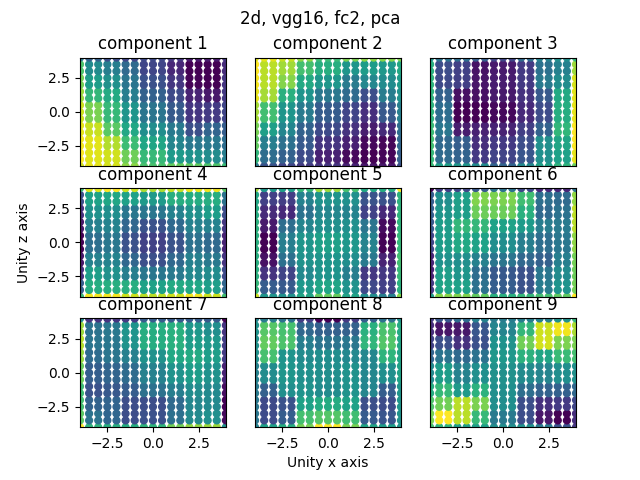 2d, vgg16, fc2, pca
component 1
component 2
component 3
2.5
0.0
−2.5
component 4
component 5
component 6
2.5
0.0
−2.5
Unity z axis
component 7
component 8
component 9
2.5
0.0
−2.5
−2.5 0.0 2.5
−2.5 0.0 2.5
−2.5 0.0 2.5
Unity x axis